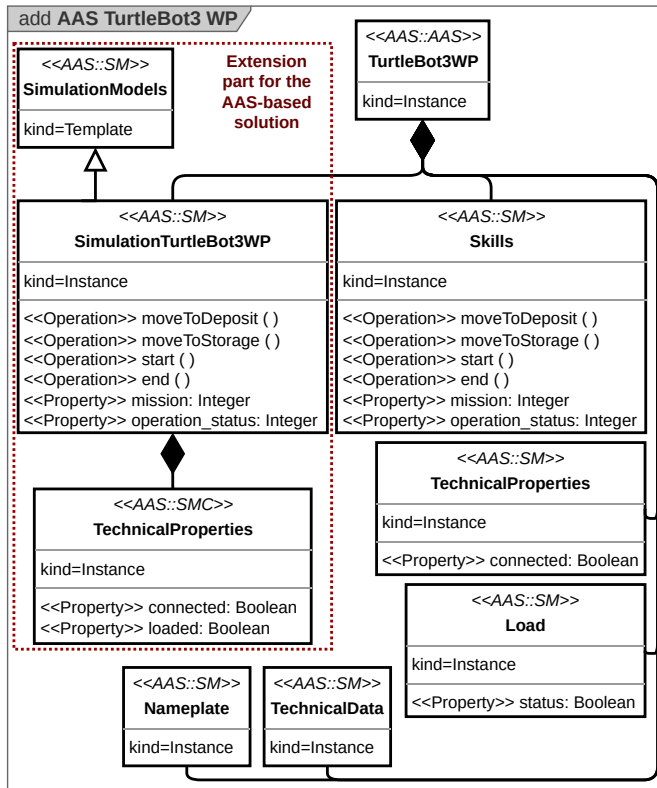 add AAS TurtleBot3 WP
<<AAS::SM>>
SimulationModels
kind=Template
Extension
part for the
AAS-based
solution
<<AAS::AAS>>
TurtleBot3WP
kind=Instance
<<AAS::SM>>
SimulationTurtleBot3WP
kind=Instance
<<Operation>> moveToDeposit ( )
<<Operation>> moveToStorage ( )
<<Operation>> start ( )
<<Operation>> end ( )
<<Property>> mission: Integer
<<Property>> operation_status: Integer
<<AAS::SM>>
Skills
kind=Instance
<<Operation>> moveToDeposit ( )
<<Operation>> moveToStorage ( )
<<Operation>> start ( )
<<Operation>> end ( )
<<Property>> mission: Integer
<<Property>> operation_status: Integer
<<AAS::SMC>>
TechnicalProperties
kind=Instance
<<Property>> connected: Boolean
<<Property>> loaded: Boolean
<<AAS::SM>>
TechnicalProperties
kind=Instance
<<Property>> connected: Boolean
<<AAS::SM>>
Load
kind=Instance
<<Property>> status: Boolean
<<AAS::SM>>
Nameplate
kind=Instance
<<AAS::SM>>
TechnicalData
kind=Instance